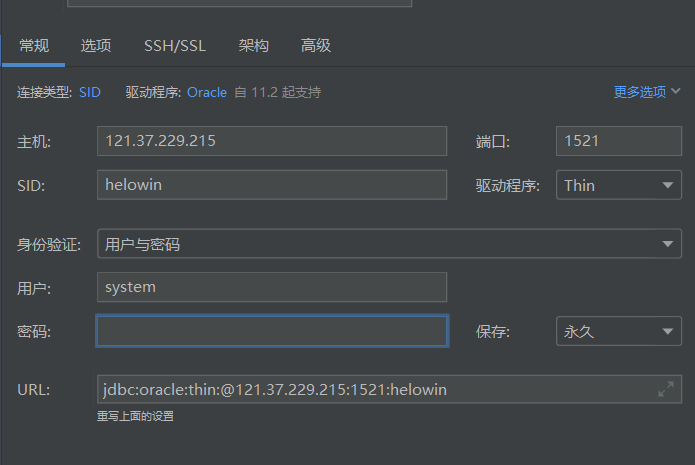 常规 选项 SSH/SSL 架构 高级
连接类型: SID 驱动程序: Oracle 自 11.2 起支持 更多选项
主机: 121.37.229.215 端口: 1521
SID: helowin 驱动程序: Thin
身份验证: 用户与密码
用户: system
密码: 保存: 永久
URL: jdbc:oracle:thin:@121.37.229.215:1521:helowin
重写上面的设置